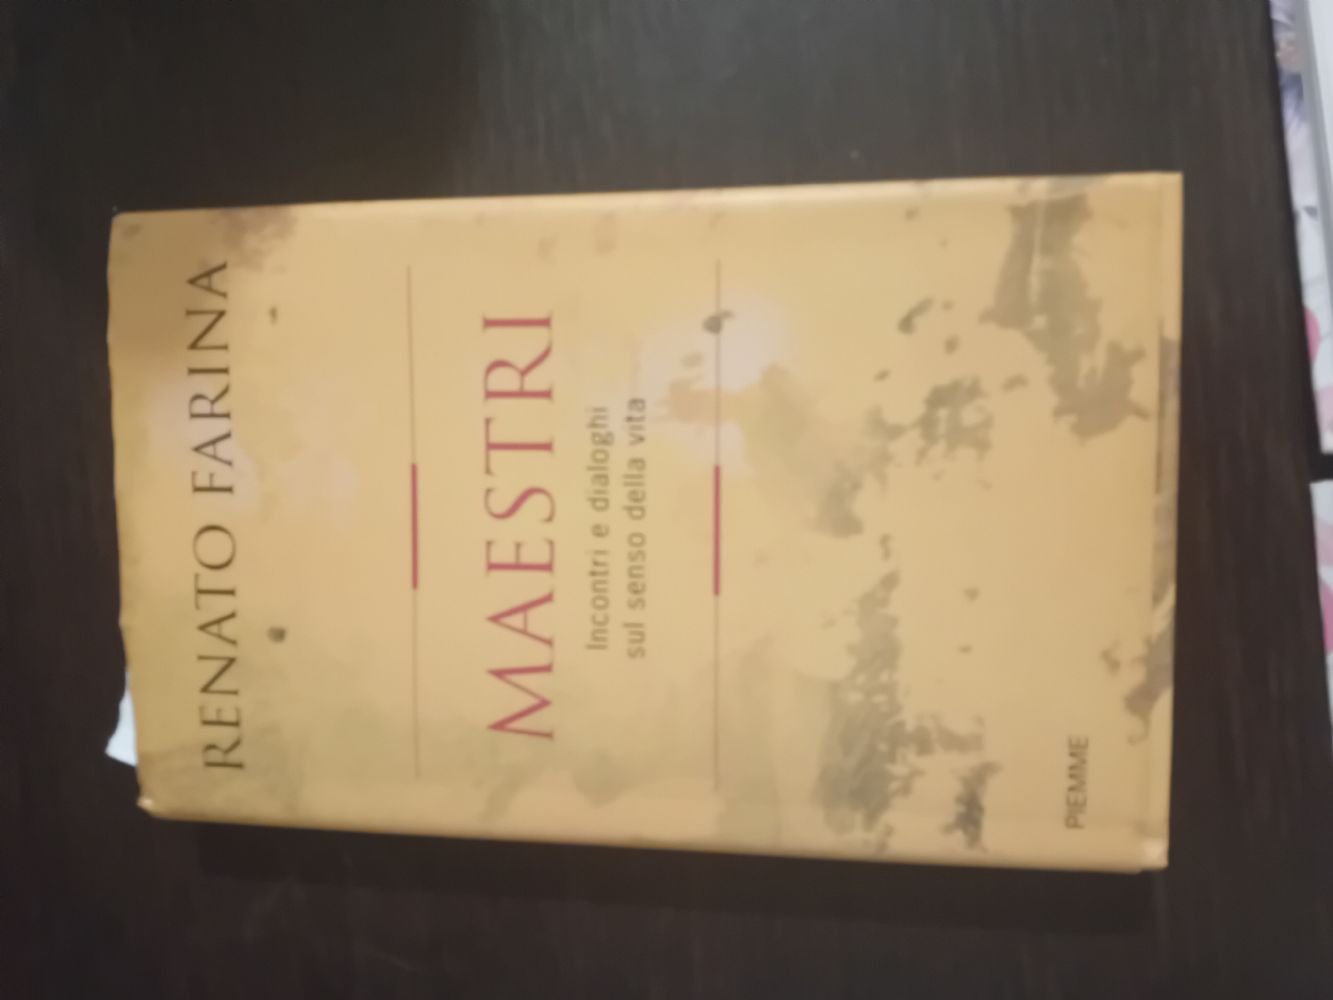 RENATO FARINA
MAESTRI
Incontri e dialoghi
sul senso della vita
PIEMME